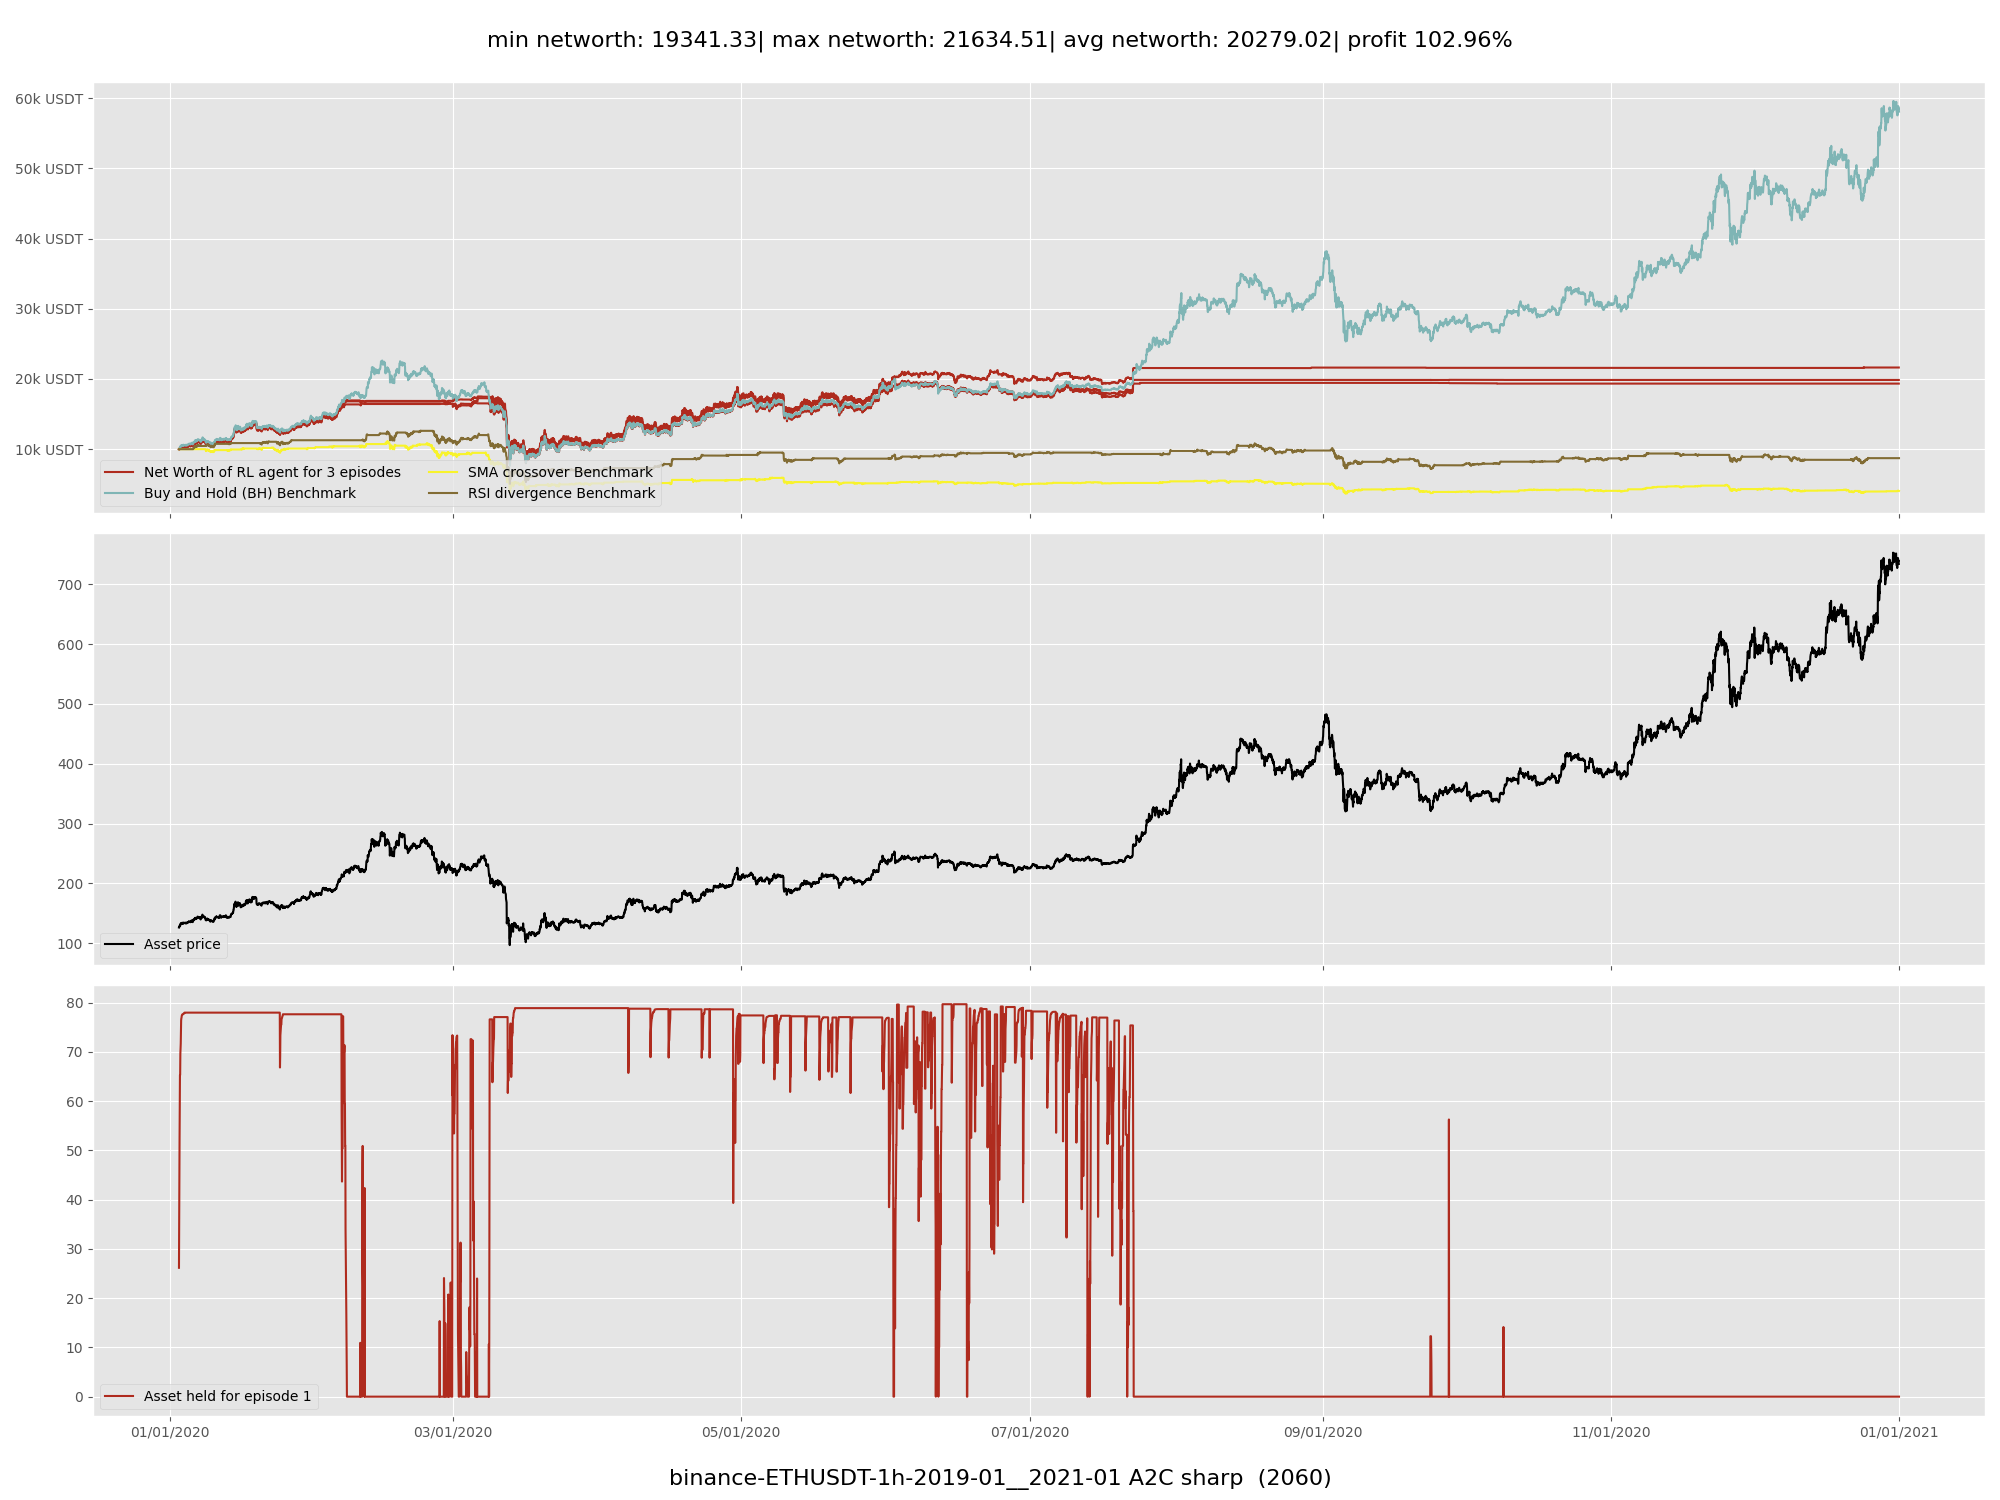 min networth: 19341.33| max networth: 21634.51| avg networth: 20279.02| profit 102.96%
60k USDT
50k USDT
40k USDT
30k USDT
20k USDT
10k USDT
Net Worth of RL agent for 3 episodes
Buy and Hold (BH) Benchmark
SMA crossover Benchmark
RSI divergence Benchmark
700
600
500
400
300
200
100
Asset price
80
70
60
50
40
30
20
10
0
Asset held for episode 1
01/01/2020 03/01/2020 05/01/2020 07/01/2020 09/01/2020 11/01/2020 01/01/2021
binance-ETHUSDT-1h-2019-01__2021-01 A2C sharp (2060)